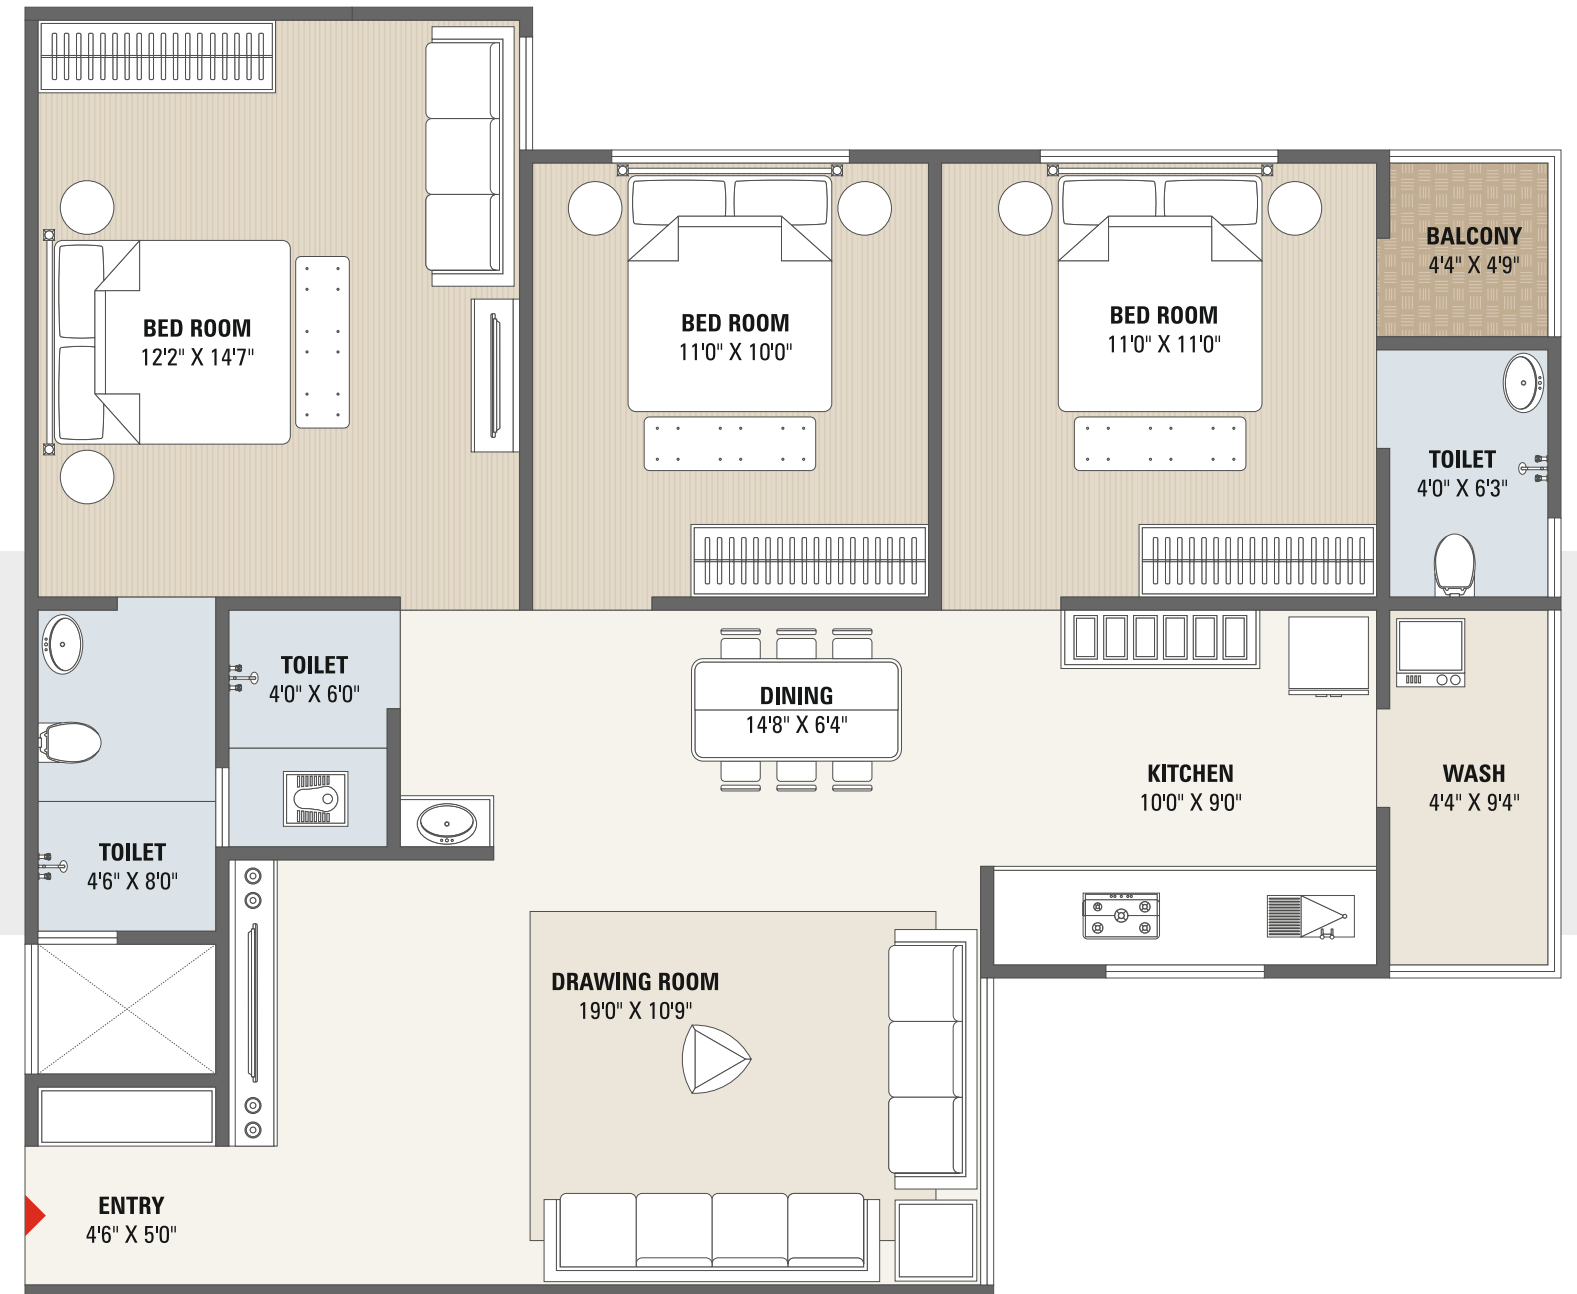 BED ROOM
12'2" X 14'7"
BED ROOM
11'0" X 10'0"
BED ROOM
11'0" X 11'0"
BALCONY
4'4" X 4'9"
TOILET
4'0" X 6'3"
TOILET
4'0" X 6'0"
DINING
14'8" X 6'4"
KITCHEN
10'0" X 9'0"
WASH
4'4" X 9'4"
TOILET
4'6" X 8'0"
DRAWING ROOM
19'0" X 10'9"
ENTRY
4'6" X 5'0"